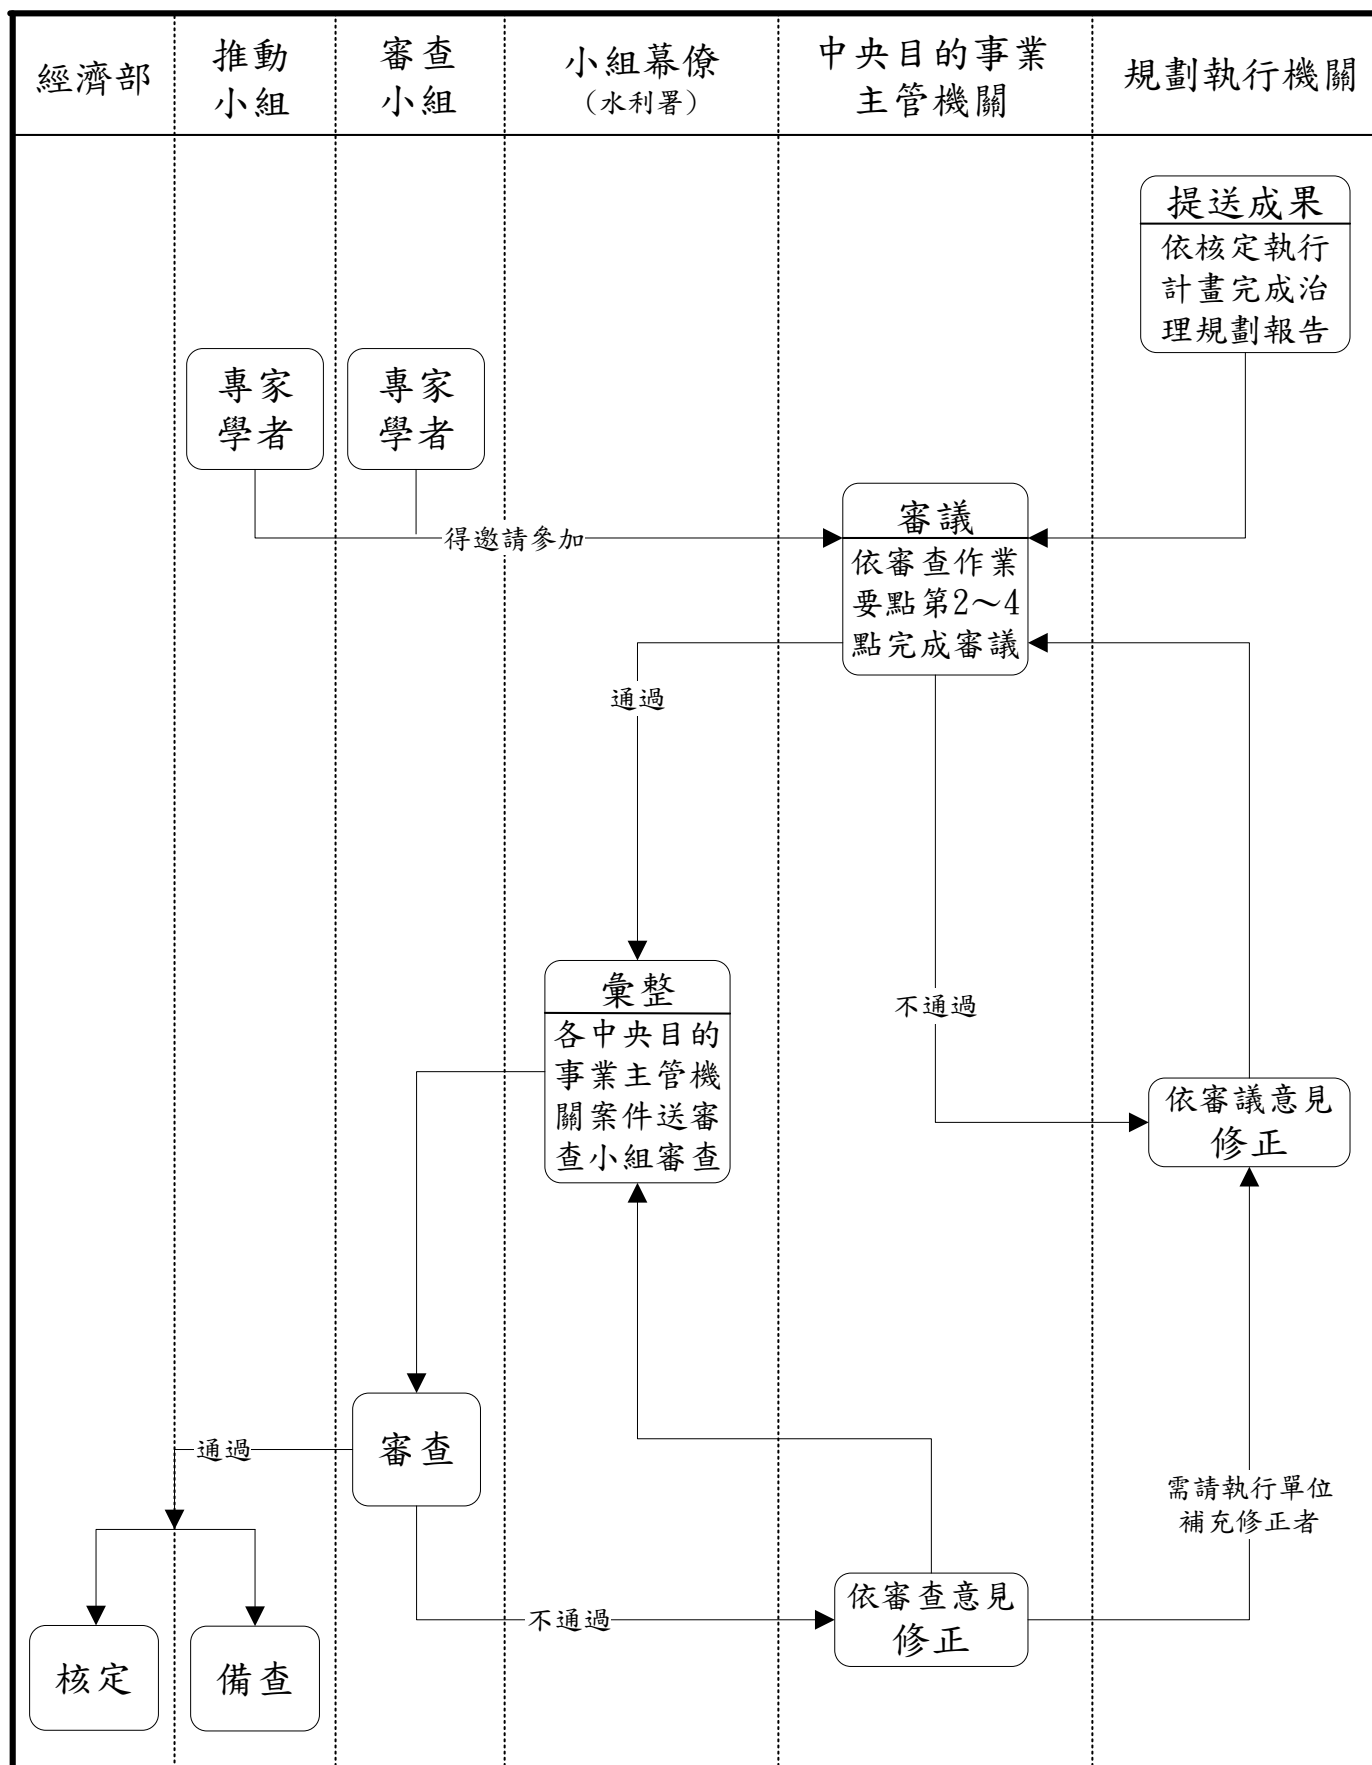 經濟部
推動
小組
審查
小組
小組幕僚
（水利署）
中央目的事業
主管機關
規劃執行機關
提送成果
依核定執行
計畫完成治
理規劃報告
專家
學者
專家
學者
得邀請參加
審議
依審查作業
要點第2～4
點完成審議
通過
不通過
彙整
各中央目的
事業主管機
關案件送審
查小組審查
依審議意見
修正
審查
通過
需請執行單位
補充修正者
不通過
依審查意見
修正
核定
備查